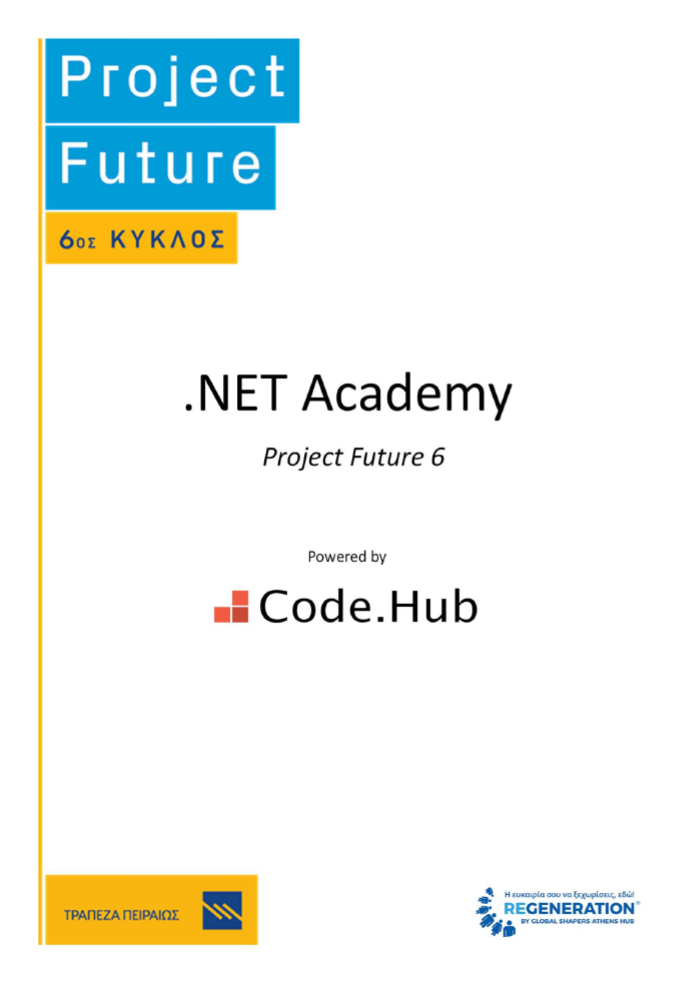 Project
Future
6ΟΣ ΚΥΚΛΟΣ
.NET Academy
Project Future 6
Powered by
Code.Hub
ΤΡΑΠΕΖΑ ΠΕΙΡΑΙΩΣ
Η ευκαιρία σου να ξεχωρίσεις, εδώ!
REGENERATION®
BY GLOBAL SHAPERS ATHENS HUB